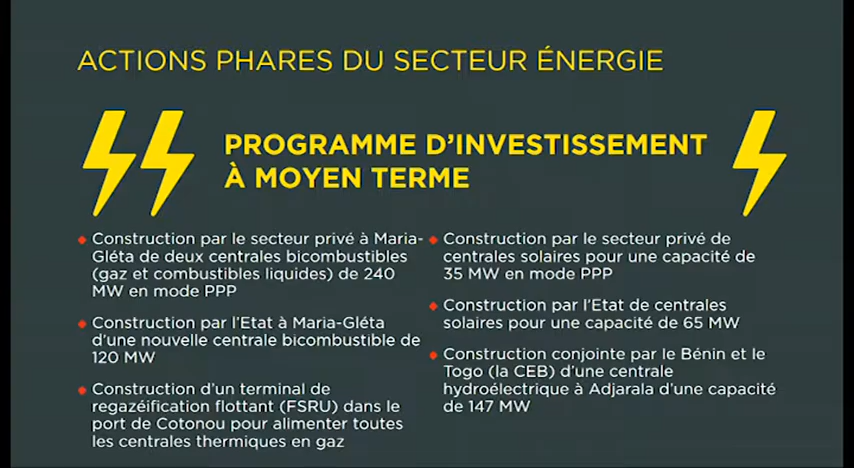 ACTIONS PHARES DU SECTEUR ÉNERGIE
PROGRAMME D'INVESTISSEMENT
À MOYEN TERME
Construction par le secteur privé à Maria-
Gléta de deux centrales bicombustibles
(gaz et combustibles liquides) de 240
MW en mode PPP
Construction par l'Etat à Maria-Gléta
d'une nouvelle centrale bicombustible de
120 MW
Construction d'un terminal de
regazéification flottant (FSRU) dans le
port de Cotonou pour alimenter toutes
les centrales thermiques en gaz
Construction par le secteur privé de
centrales solaires pour une capacité de
35 MW en mode PPP
Construction par l'Etat de centrales
solaires pour une capacité de 65 MW
Construction conjointe par le Bénin et le
Togo (la CEB) d'une centrale
hydroélectrique à Adjarala d'une capacité
de 147 MW